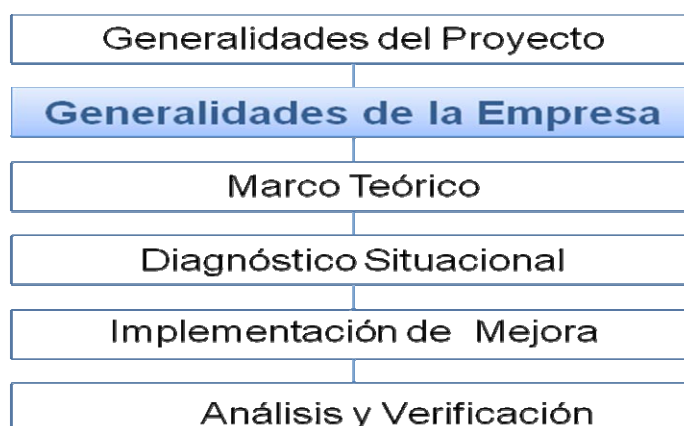 Generalidades del Proyecto
Generalidades de la Empresa
Marco Teórico
Diagnóstico Situacional
Implementación de Mejora
Análisis y Verificación